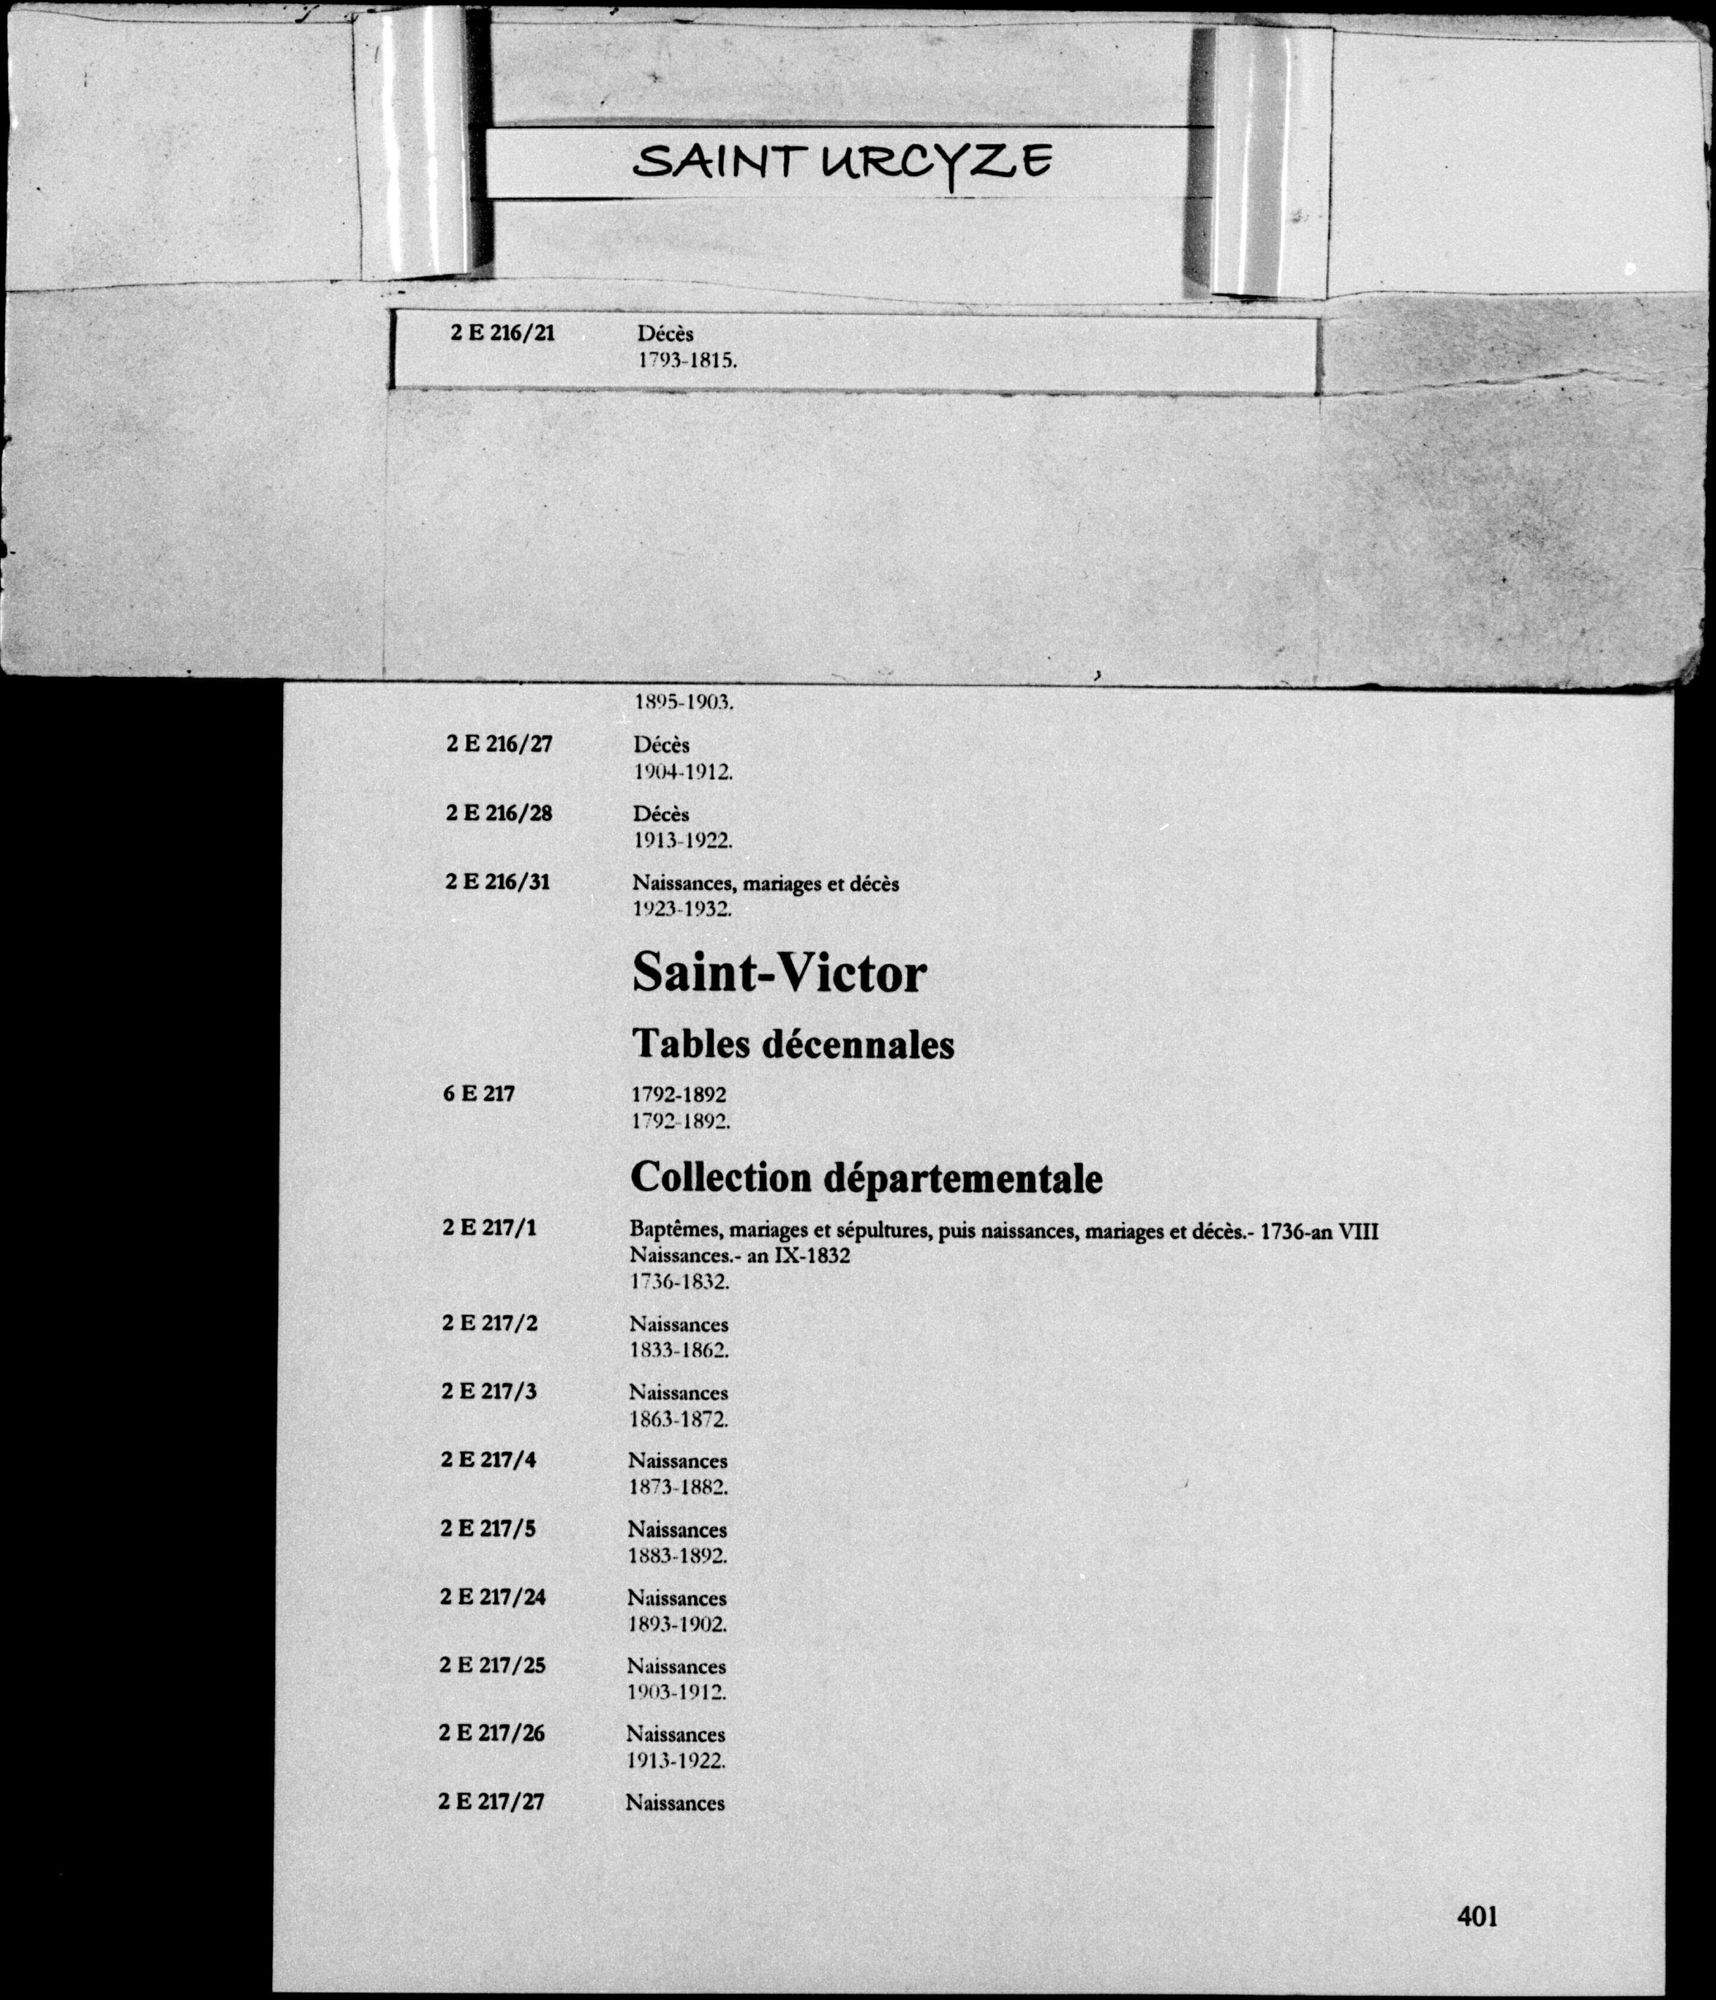 SAINT URCYZE
2 E 216/21 Décès
1793-1815.
1895-1903.
2 E 216/27 Décès
1904-1912.
2 E 216/28 Décès
1913-1922.
2 E 216/31 Naissances, mariages et décès
1923-1932.
Saint-Victor
Tables décennales
6 E 217 1792-1892
1792-1892.
Collection départementale
2 E 217/1 Baptêmes, mariages et sépultures, puis naissances, mariages et décès.- 1736-an VIII
Naissances.- an IX-1832
1736-1832.
2 E 217/2 Naissances
1833-1862.
2 E 217/3 Naissances
1863-1872.
2 E 217/4 Naissances
1873-1882.
2 E 217/5 Naissances
1883-1892.
2 E 217/24 Naissances
1893-1902.
2 E 217/25 Naissances
1903-1912.
2 E 217/26 Naissances
1913-1922.
2 E 217/27 Naissances
401